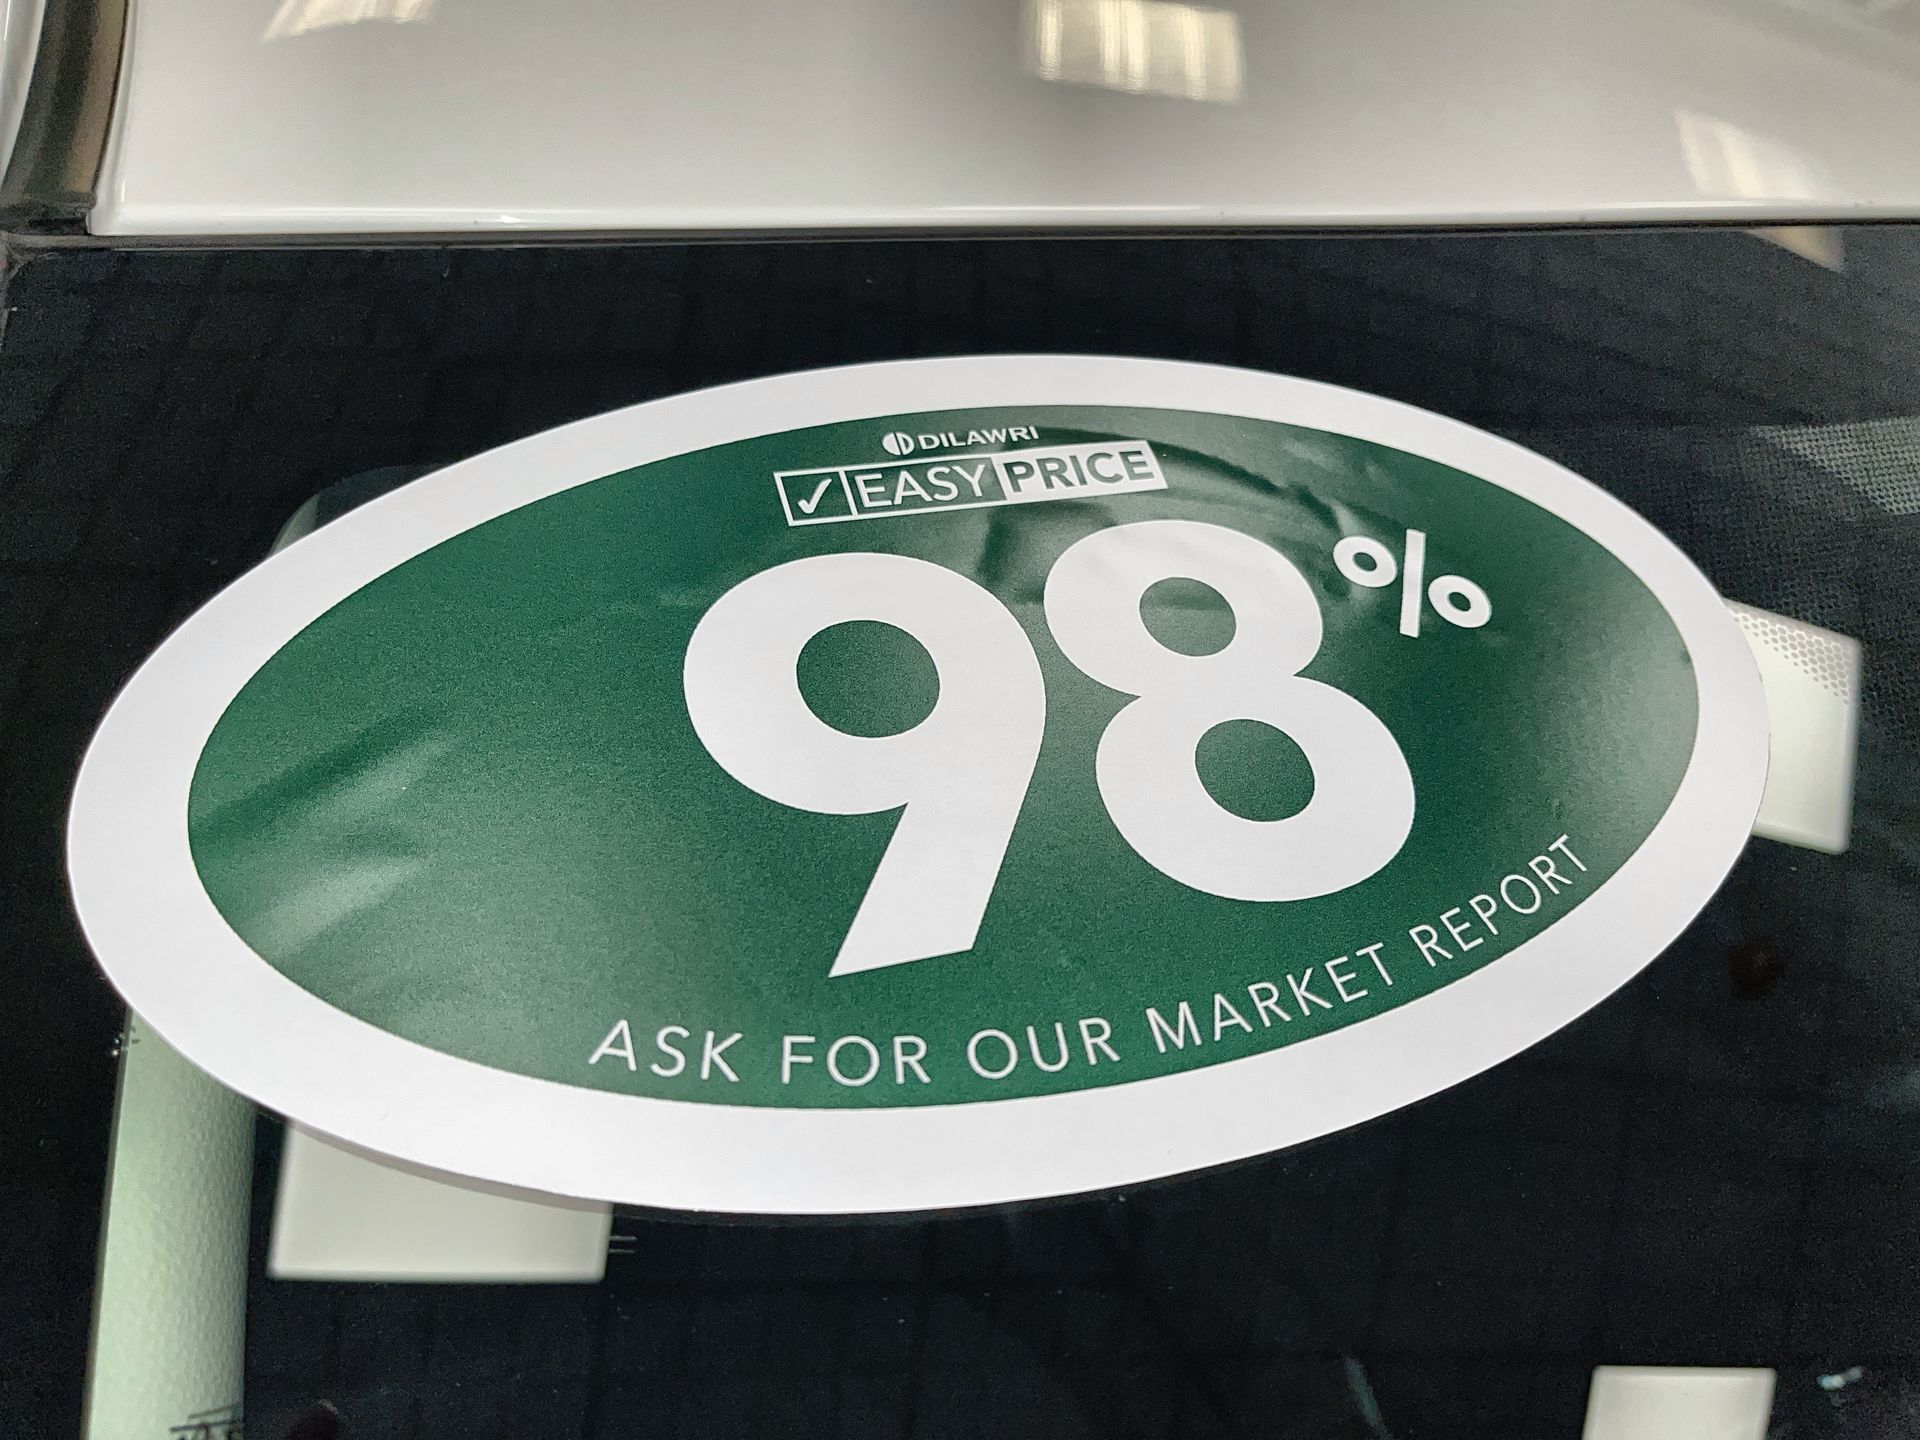 DILAWRI
✓ EASY PRICE
98%
ASK FOR OUR MARKET REPORT